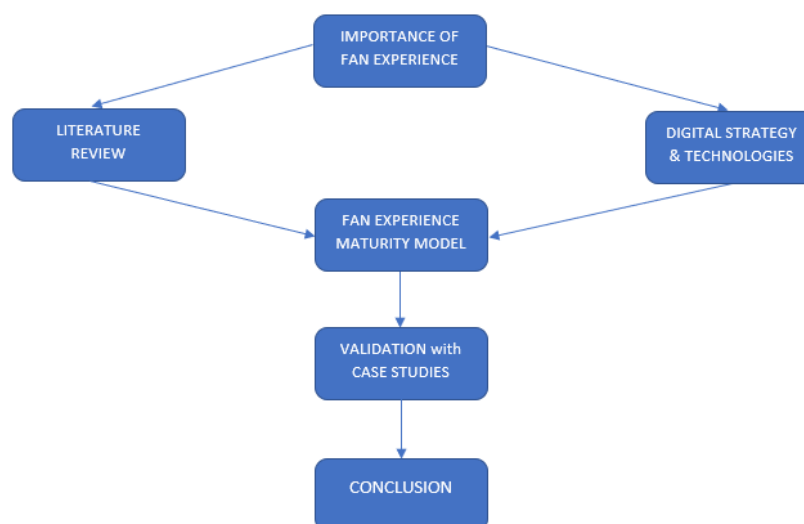 IMPORTANCE OF
FAN EXPERIENCE
LITERATURE
REVIEW
DIGITAL STRATEGY
& TECHNOLOGIES
FAN EXPERIENCE
MATURITY MODEL
VALIDATION with
CASE STUDIES
CONCLUSION